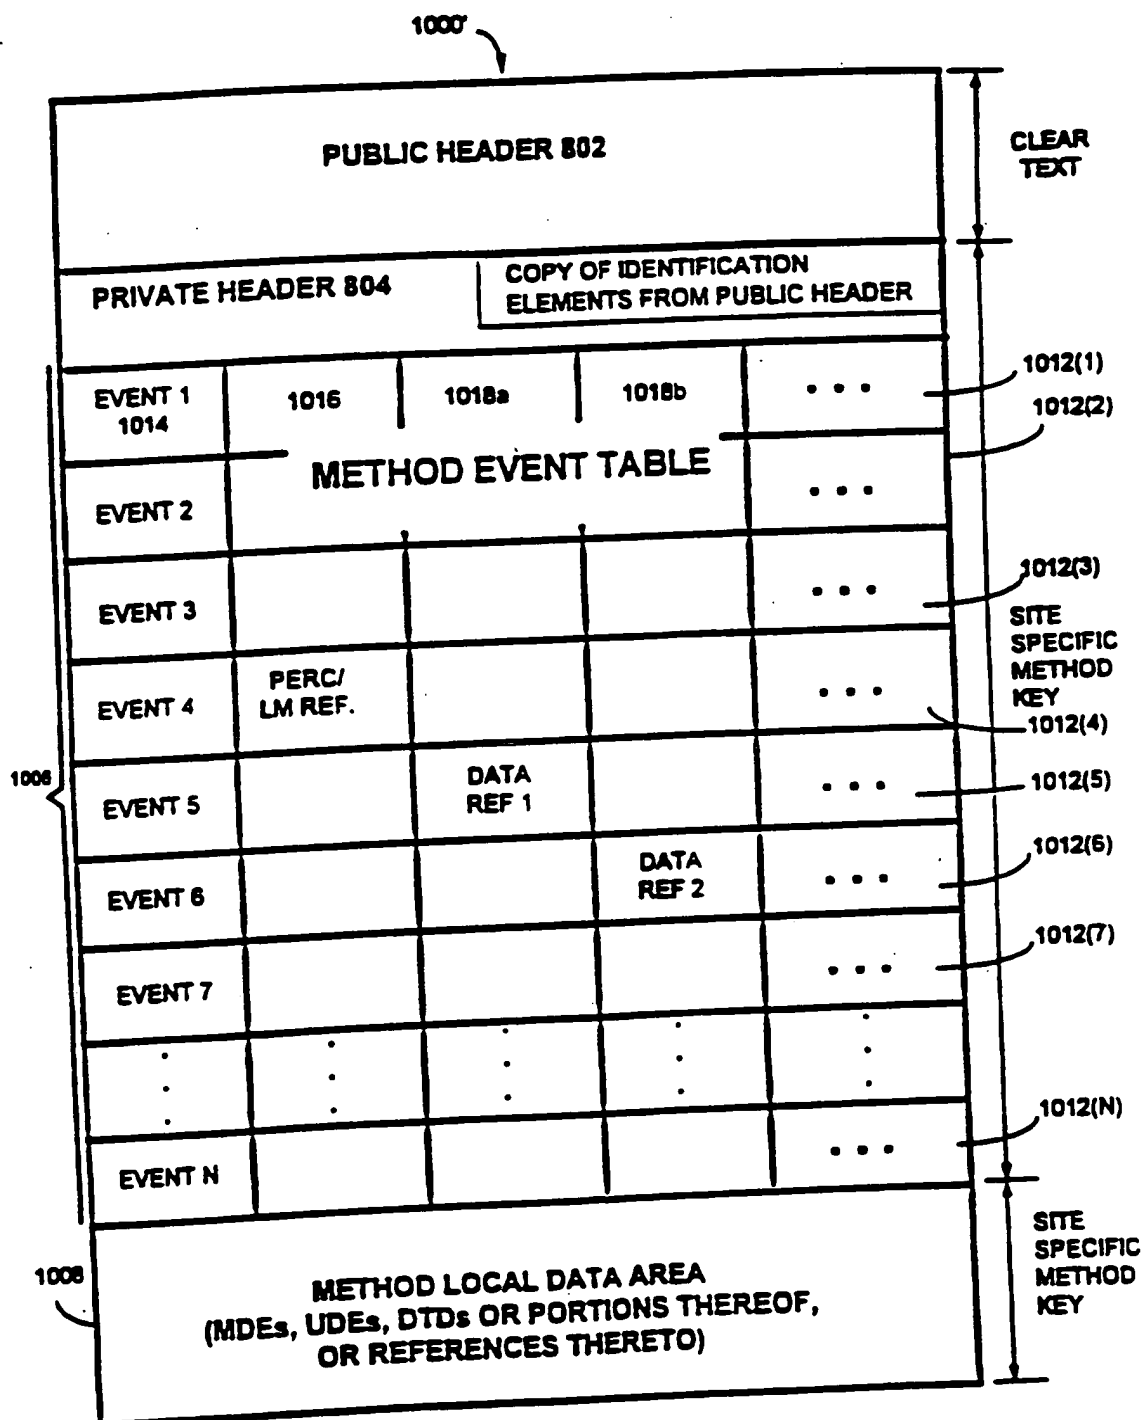 1000'
PUBLIC HEADER 802
CLEAR
TEXT
PRIVATE HEADER 804
COPY OF IDENTIFICATION
ELEMENTS FROM PUBLIC HEADER
EVENT 1
1014
1016
1018a
1018b
• • •
1012(1)
1012(2)
METHOD EVENT TABLE
EVENT 2
• • •
EVENT 3
• • •
1012(3)
SITE
SPECIFIC
METHOD
KEY
EVENT 4
PERC/
LM REF.
• • •
1012(4)
1006
EVENT 5
DATA
REF 1
• • •
1012(5)
EVENT 6
DATA
REF 2
• • •
1012(6)
EVENT 7
• • •
1012(7)
EVENT N
• • •
1012(N)
1008
METHOD LOCAL DATA AREA
(MDEs, UDEs, DTDs OR PORTIONS THEREOF,
OR REFERENCES THERETO)
SITE
SPECIFIC
METHOD
KEY